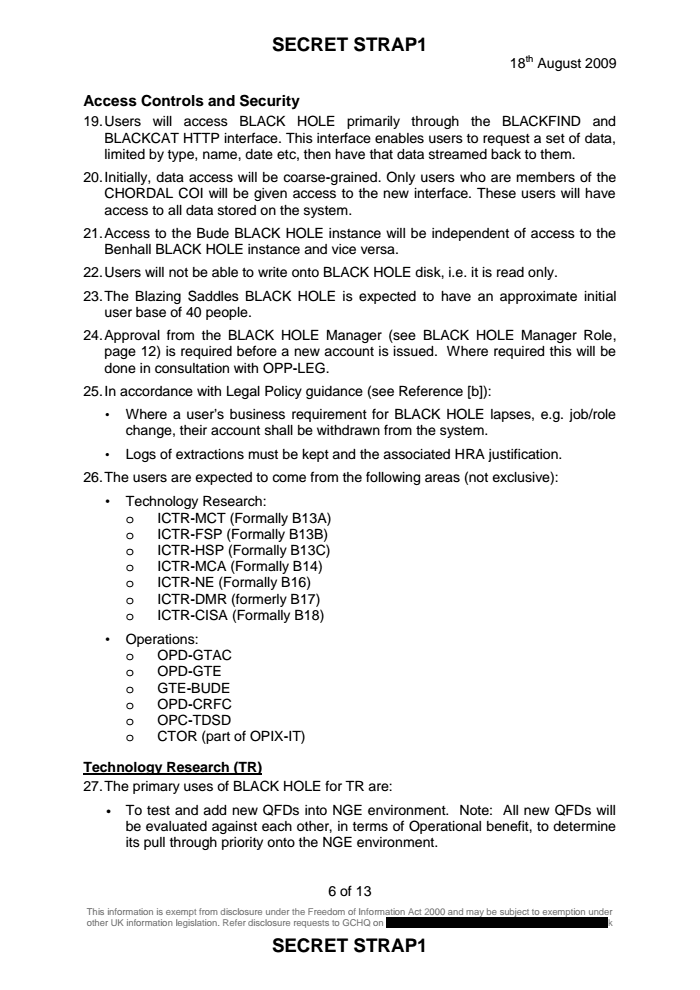 SECRET STRAP1
18th August 2009
Access Controls and Security
19. Users will access BLACK HOLE primarily through the BLACKFIND and
BLACKCAT HTTP interface. This interface enables users to request a set of data,
limited by type, name, date etc, then have that data streamed back to them.
20. Initially, data access will be coarse-grained. Only users who are members of the
CHORDAL COI will be given access to the new interface. These users will have
access to all data stored on the system.
21. Access to the Bude BLACK HOLE instance will be independent of access to the
Benhall BLACK HOLE instance and vice versa.
22. Users will not be able to write onto BLACK HOLE disk, i.e. it is read only.
23. The Blazing Saddles BLACK HOLE is expected to have an approximate initial
user base of 40 people.
24. Approval from the BLACK HOLE Manager (see BLACK HOLE Manager Role,
page 12) is required before a new account is issued. Where required this will be
done in consultation with OPP-LEG.
25. In accordance with Legal Policy guidance (see Reference [b]):
• Where a user's business requirement for BLACK HOLE lapses, e.g. job/role
change, their account shall be withdrawn from the system.
• Logs of extractions must be kept and the associated HRA justification.
26. The users are expected to come from the following areas (not exclusive):
• Technology Research:
o ICTR-MCT (Formally B13A)
o ICTR-FSP (Formally B13B)
o ICTR-HSP (Formally B13C)
o ICTR-MCA (Formally B14)
o ICTR-NE (Formally B16)
o ICTR-DMR (formerly B17)
o ICTR-CISA (Formally B18)
• Operations:
o OPD-GTAC
o OPD-GTE
o GTE-BUDE
o OPD-CRFC
o OPC-TDSD
o CTOR (part of OPIX-IT)
Technology Research (TR)
27. The primary uses of BLACK HOLE for TR are:
• To test and add new QFDs into NGE environment. Note: All new QFDs will
be evaluated against each other, in terms of Operational benefit, to determine
its pull through priority onto the NGE environment.
6 of 13
This information is exempt from disclosure under the Freedom of Information Act 2000 and may be subject to exemption under
other UK information legislation. Refer disclosure requests to GCHQ on k
SECRET STRAP1